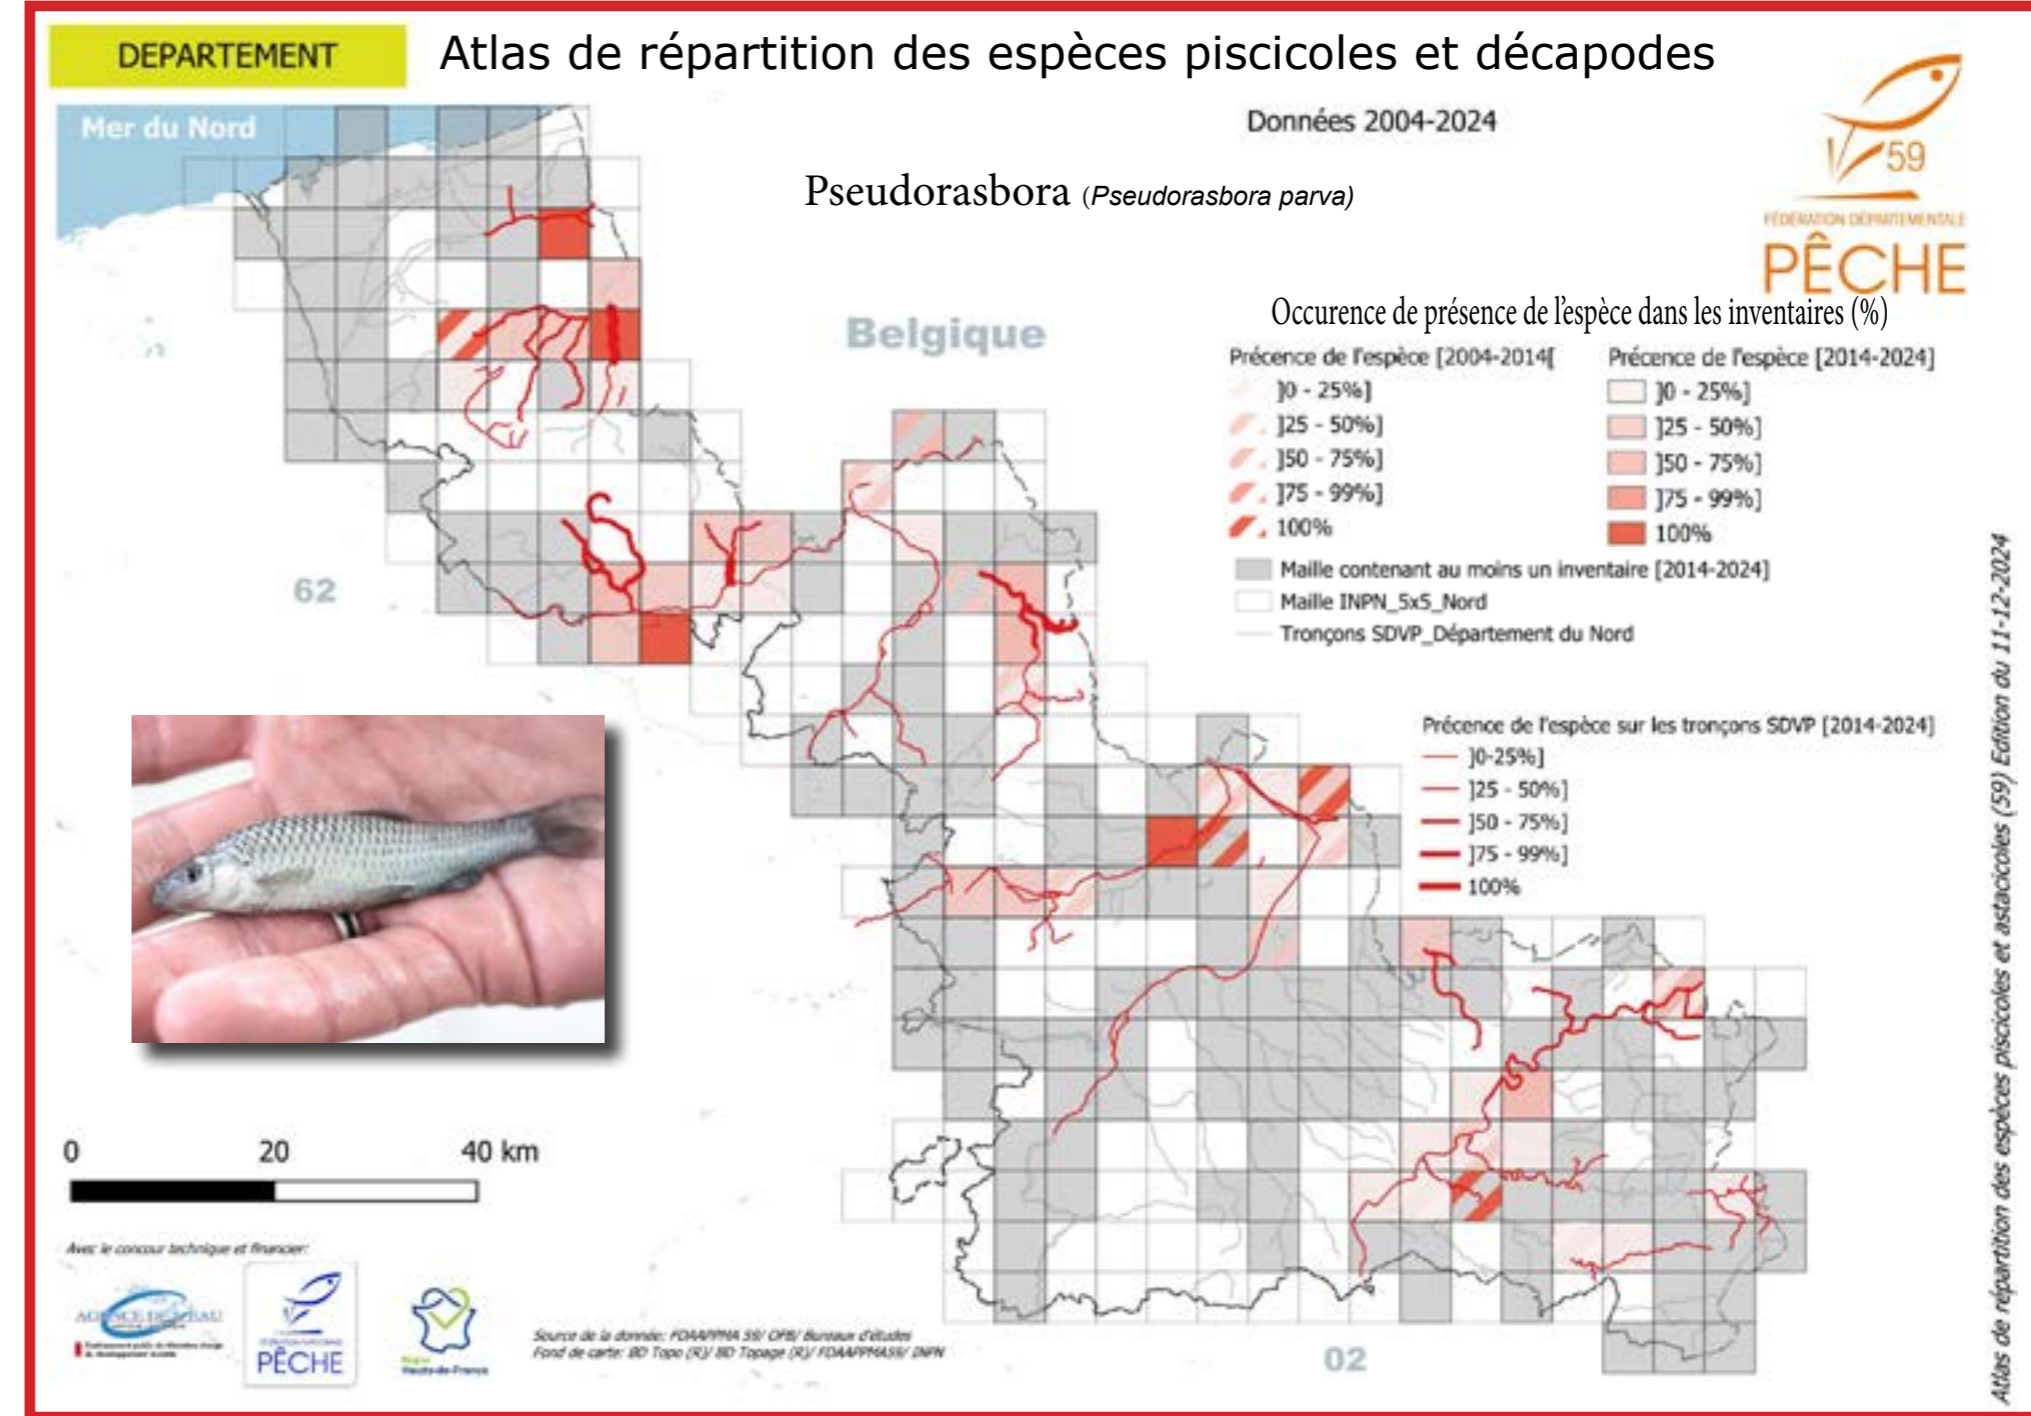 DEPARTEMENT
Atlas de répartition des espèces piscicoles et décapodes
Mer du Nord
Données 2004-2024
Pseudorasbora (Pseudorasbora parva)
59
FÉDÉRATION DÉPARTEMENTALE
PÊCHE
Belgique
Occurence de présence de l'espèce dans les inventaires (%)
Précence de l'espèce [2004-2014[
]0 - 25%]
]25 - 50%]
]50 - 75%]
]75 - 99%]
100%
Précence de l'espèce [2014-2024]
]0 - 25%]
]25 - 50%]
]50 - 75%]
]75 - 99%]
100%
Maille contenant au moins un inventaire [2014-2024]
Maille INPN_5x5_Nord
Tronçons SDVP_Département du Nord
62
Précence de l'espèce sur les tronçons SDVP [2014-2024]
]0-25%]
]25 - 50%]
]50 - 75%]
]75 - 99%]
100%
0 20 40 km
Avec le concour technique et financier:
AGENCE DE L'EAU
PÊCHE
Hauts-de-France
Source de la donnée: FDAAPPMA 59/ OFB/ Bureaux d'études
Fond de carte: BD Topo (R)/ BD Topage (R)/ FDAAPPMA59/ INPN
02
Atlas de répartition des espèces piscicoles et astacicoles (59) Edition du 11-12-2024